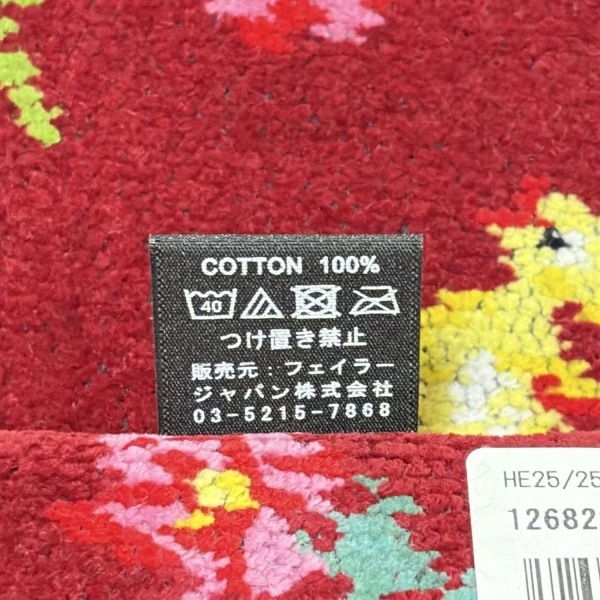 COTTON 100%
40
つけ置き禁止
販売元：フェイラー
ジャパン株式会社
03-5215-7868
HE25/25
12682